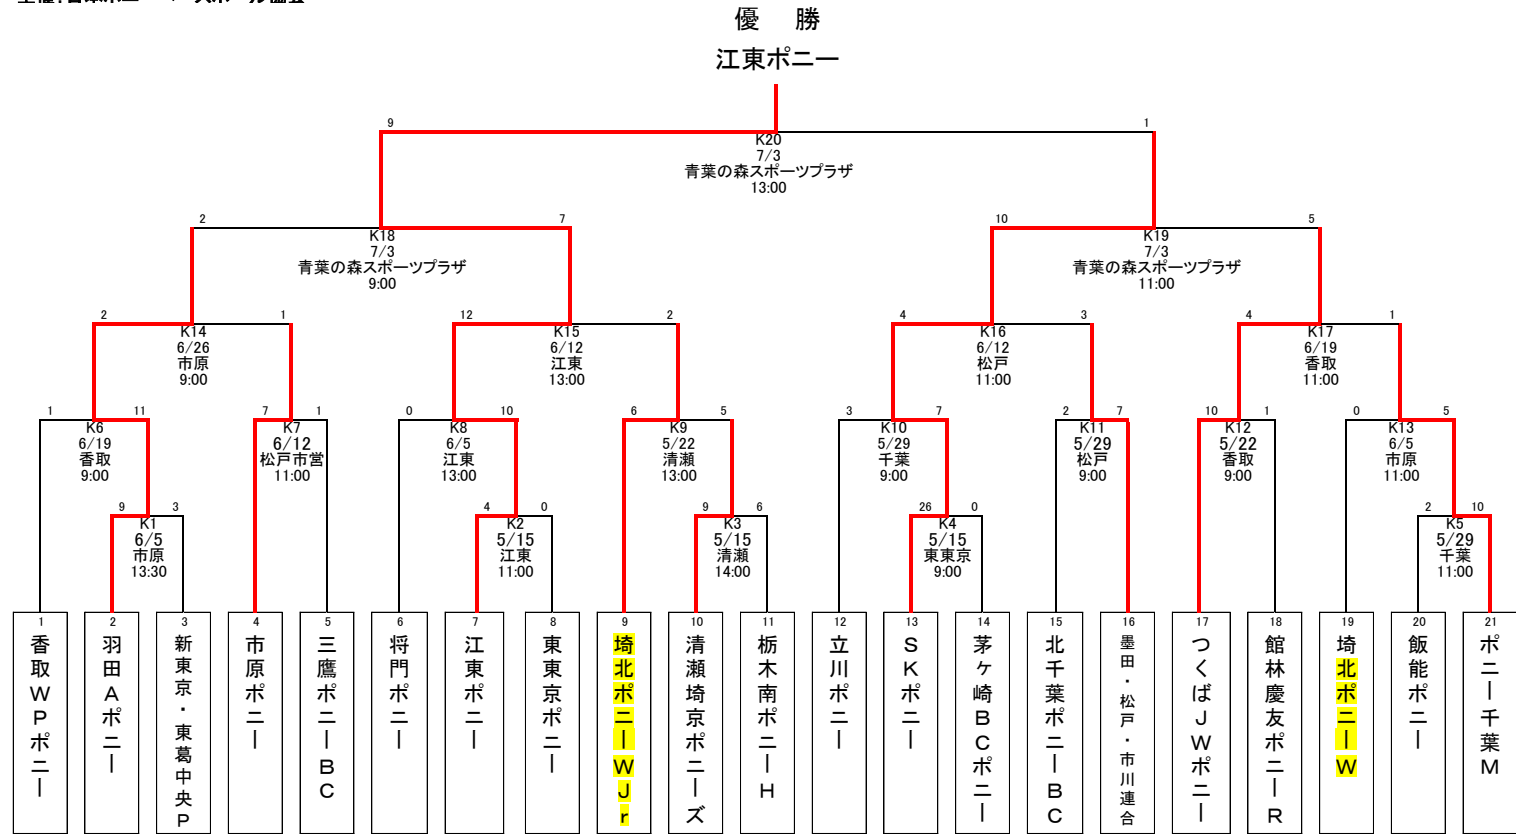 優 勝
江東ポニー
9 1
K20
7/3
青葉の森スポーツプラザ
13:00
2 7 10 5
K18 K19
7/3 7/3
青葉の森スポーツプラザ 青葉の森スポーツプラザ
9:00 11:00
2 1 12 2 4 3 4 1
K14 K15 K16 K17
6/26 6/12 6/12 6/19
市原 江東 松戸 香取
9:00 13:00 11:00 11:00
1 11 7 1 0 10 6 5 3 7 2 7 10 1 0 5
K6 K7 K8 K9 K10 K11 K12 K13
6/19 6/12 6/5 5/22 5/29 5/29 5/22 6/5
香取 松戸市営 江東 清瀬 千葉 松戸 香取 市原
9:00 11:00 13:00 13:00 9:00 9:00 9:00 11:00
9 3 4 0 9 6 26 0 2 10
K1 K2 K3 K4 K5
6/5 5/15 5/15 5/15 5/29
市原 江東 清瀬 東東京 千葉
13:30 11:00 14:00 9:00 11:00
1 香取WPポニー
2 羽田Aポニー
3 新東京・東葛中央P
4 市原ポニー
5 三鷹ポニーBC
6 将門ポニー
7 江東ポニー
8 東東京ポニー
9 埼北ポニーWJr
10 清瀬埼京ポニーズ
11 栃木南ポニーH
12 立川ポニー
13 SKポニー
14 茅ヶ崎BCポニー
15 北千葉ポニーBC
16 墨田・松戸・市川連合
17 つくばJWポニー
18 館林慶友ポニーR
19 埼北ポニーW
20 飯能ポニー
21 ポニー千葉M